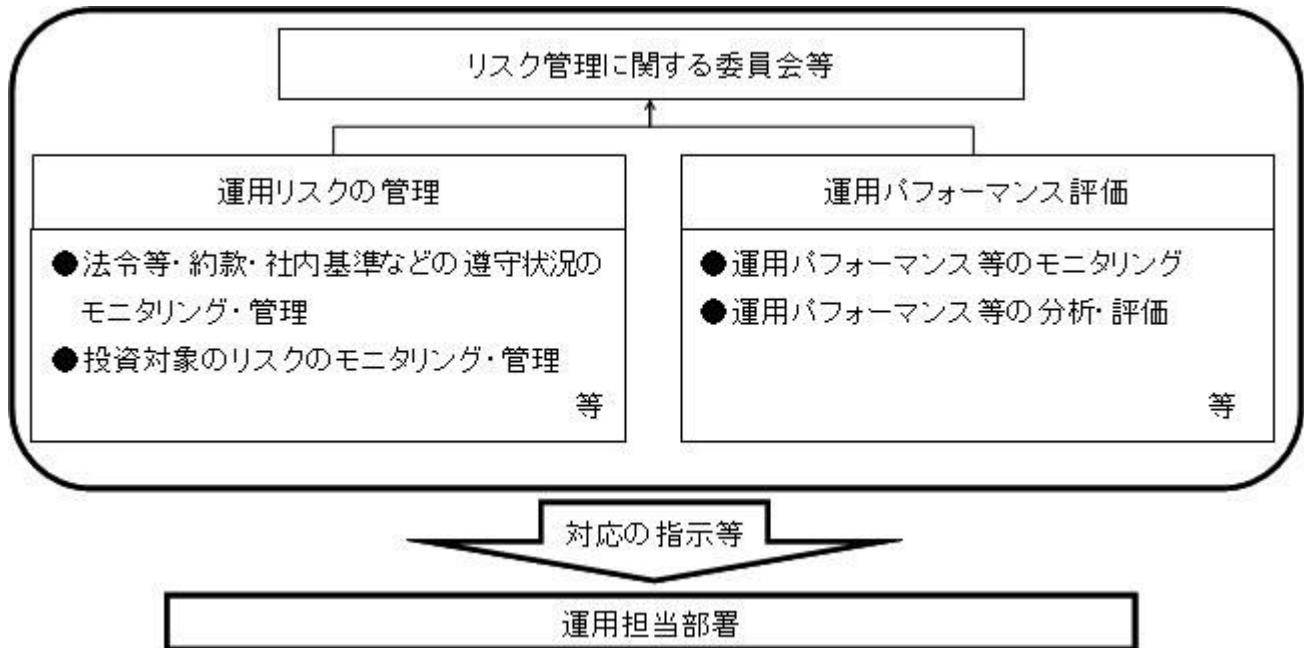 リスク管理に関する委員会等
運用リスクの管理
●法令等・約款・社内基準などの遵守状況の
モニタリング・管理
●投資対象のリスクのモニタリング・管理
等
運用パフォーマンス評価
●運用パフォーマンス等のモニタリング
●運用パフォーマンス等の分析・評価
等
対応の指示等
運用担当部署